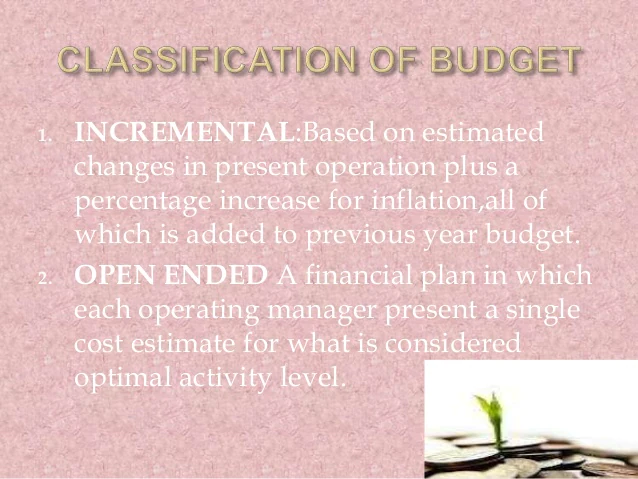 CLASSIFICATION OF BUDGET
1. INCREMENTAL:Based on estimated
changes in present operation plus a
percentage increase for inflation,all of
which is added to previous year budget.
2. OPEN ENDED A financial plan in which
each operating manager present a single
cost estimate for what is considered
optimal activity level.